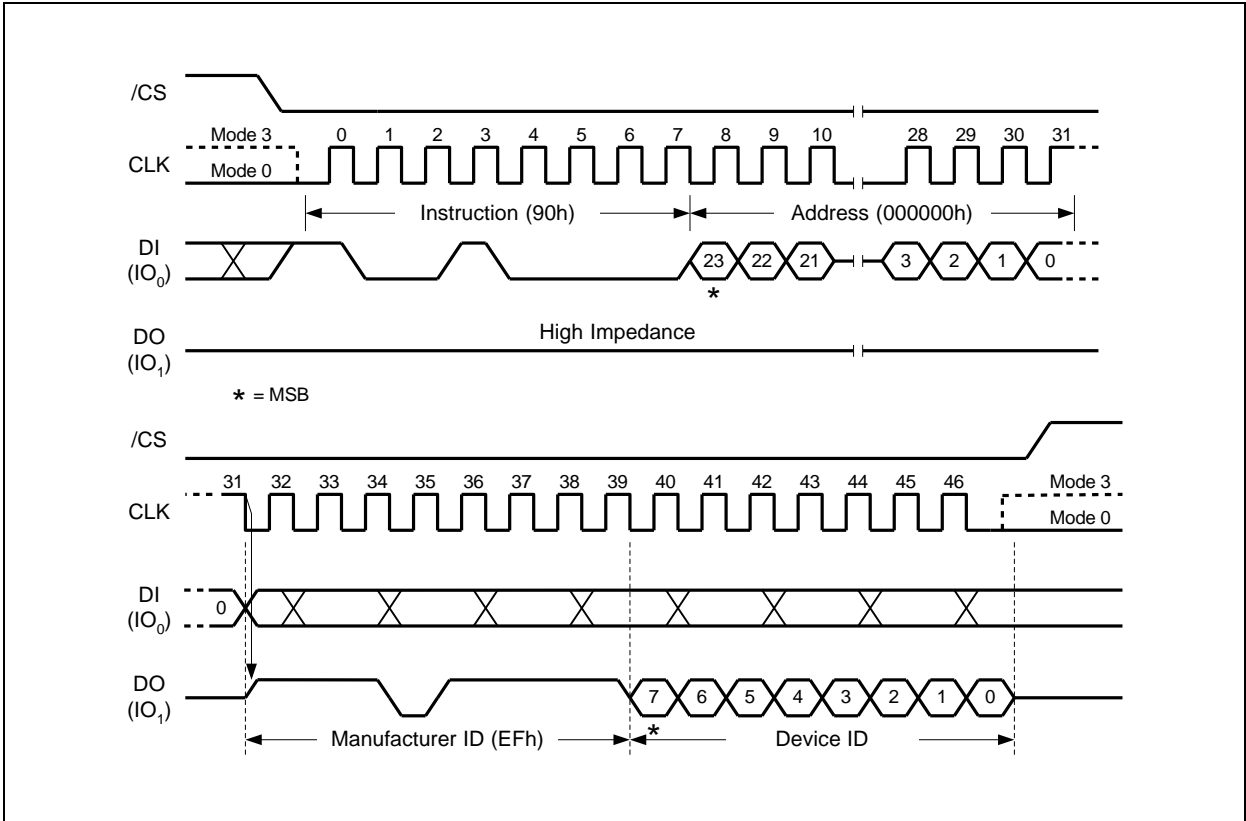 /CS
Mode 3 0 1 2 3 4 5 6 7 8 9 10 28 29 30 31
CLK
Mode 0
Instruction (90h) Address (000000h)
DI
(IO0)
23 22 21 3 2 1 0
*
DO
(IO1)
High Impedance
* = MSB
/CS
31 32 33 34 35 36 37 38 39 40 41 42 43 44 45 46 Mode 3
CLK
Mode 0
DI
(IO0)
0
DO
(IO1)
7 6 5 4 3 2 1 0
*
Manufacturer ID (EFh) Device ID